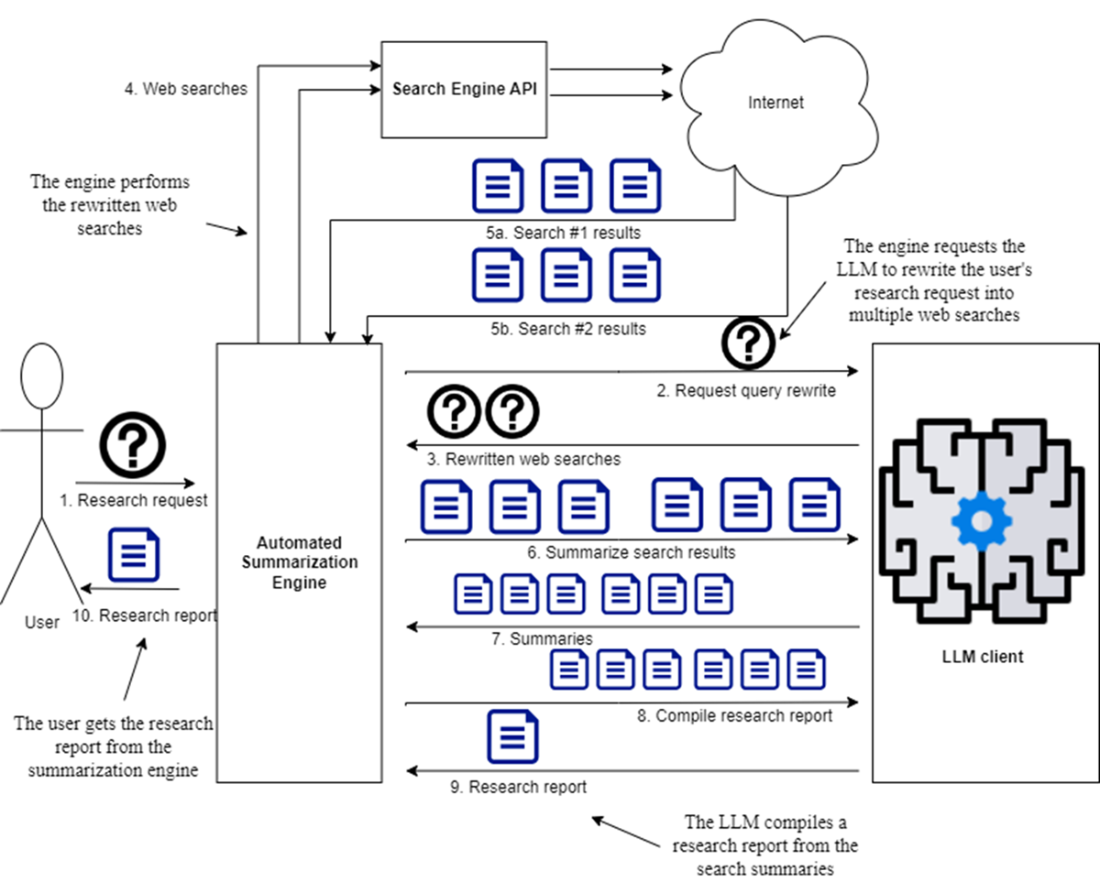 4. Web searches
Search Engine API
Internet
The engine performs
the rewritten web
searches
5a. Search #1 results
5b. Search #2 results
The engine requests the
LLM to rewrite the user's
research request into
multiple web searches
2. Request query rewrite
3. Rewritten web searches
1. Research request
6. Summarize search results
Automated
Summarization
Engine
User
10. Research report
7. Summaries
LLM client
8. Compile research report
The user gets the research
report from the
summarization engine
9. Research report
The LLM compiles a
research report from the
search summaries